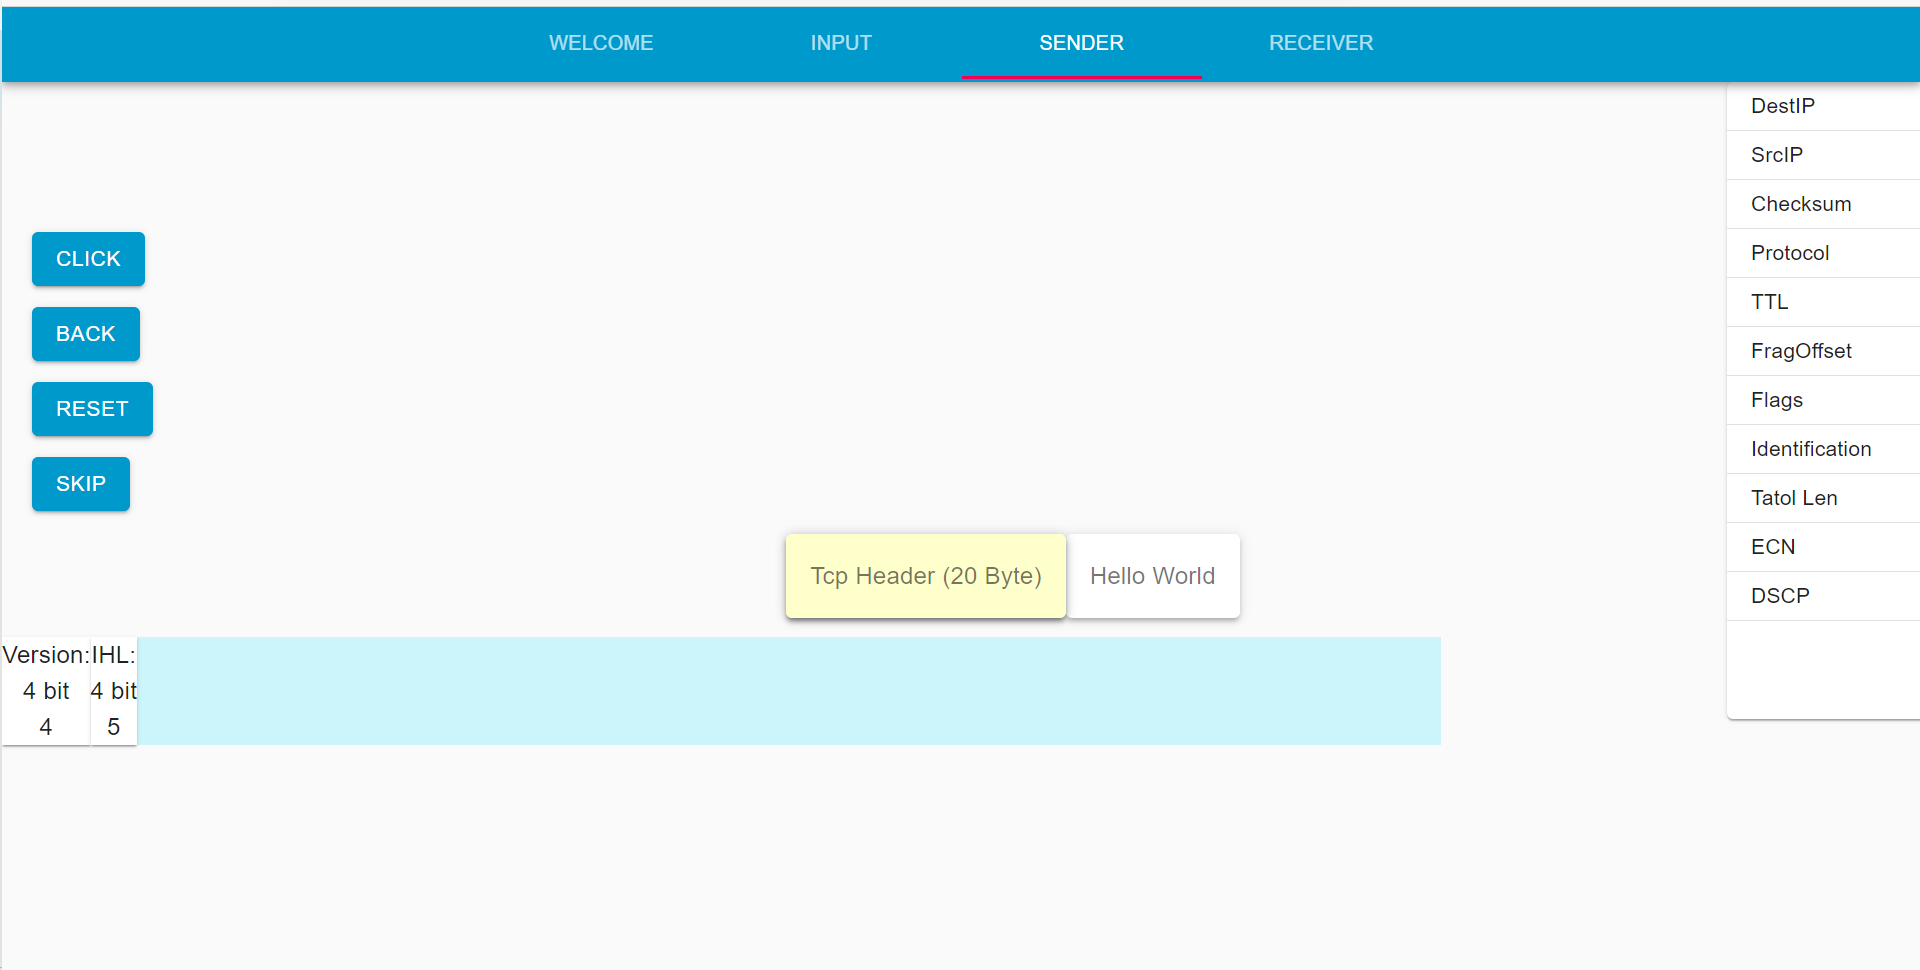 WELCOME INPUT SENDER RECEIVER
CLICK
BACK
RESET
SKIP
DestIP
SrcIP
Checksum
Protocol
TTL
FragOffset
Flags
Identification
Tatol Len
ECN
DSCP
Tcp Header (20 Byte)
Hello World
Version:
4 bit
4
IHL:
4 bit
5